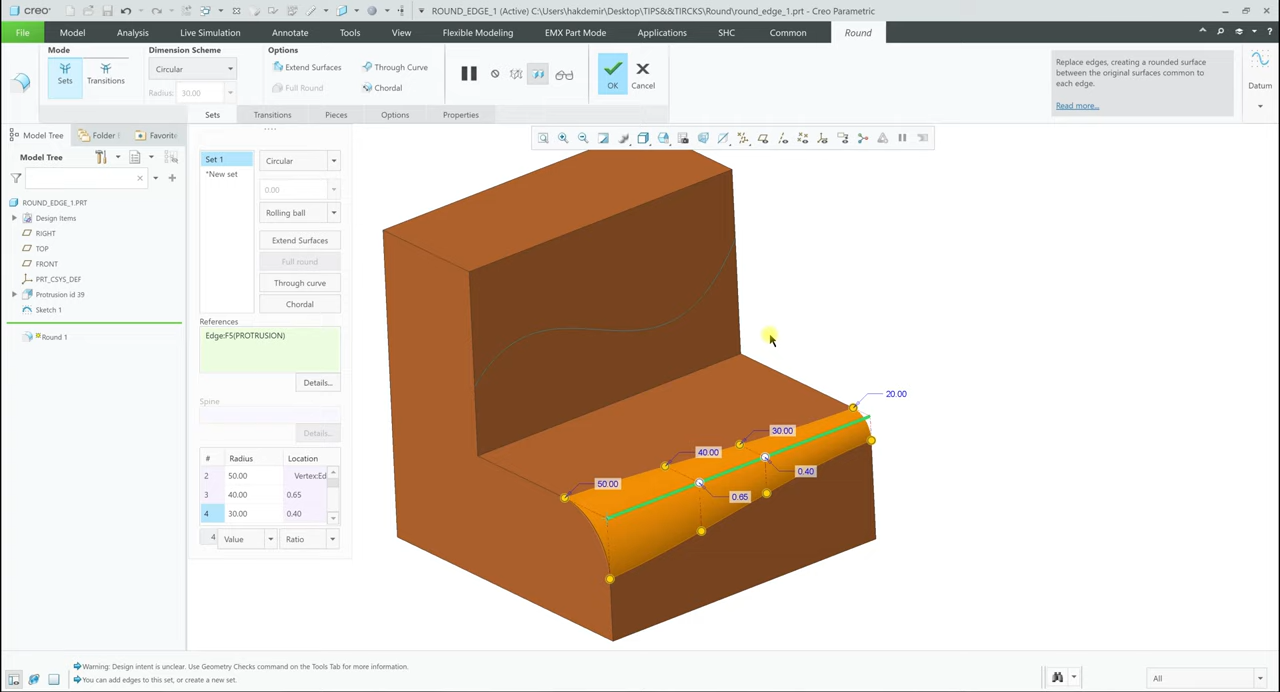 creo
ROUND_EDGE_1 (Active) C:\Users\hakdemir\Desktop\TIPS&&TIRCKS\Round\round_edge_1.prt - Creo Parametric
File Model Analysis Live Simulation Annotate Tools View Flexible Modeling EMX Part Mode Applications SHC Common Round
Mode Dimension Scheme Options
Sets Transitions
Circular
Radius: 30.00
Extend Surfaces Through Curve
Full Round Chordal
OK Cancel
Replace edges, creating a rounded surface
between the original surfaces common to
each edge.
Read more...
Datum
Sets Transitions Pieces Options Properties
Model Tree Folder Favorite
Model Tree
ROUND_EDGE_1.PRT
Design Items
RIGHT
TOP
FRONT
PRT_CSYS_DEF
Protrusion id 39
Sketch 1
Round 1
Set 1
*New set
Circular
0.00
Rolling ball
Extend Surfaces
Full round
Through curve
Chordal
References
Edge:F5(PROTRUSION)
Details...
Spine
Details...
# Radius Location
2 50.00 Vertex:Ed
3 40.00 0.65
4 30.00 0.40
4 Value Ratio
20.00
30.00
40.00
0.40
50.00
0.65
Warning: Design intent is unclear. Use Geometry Checks command on the Tools Tab for more information.
You can add edges to this set, or create a new set.
All